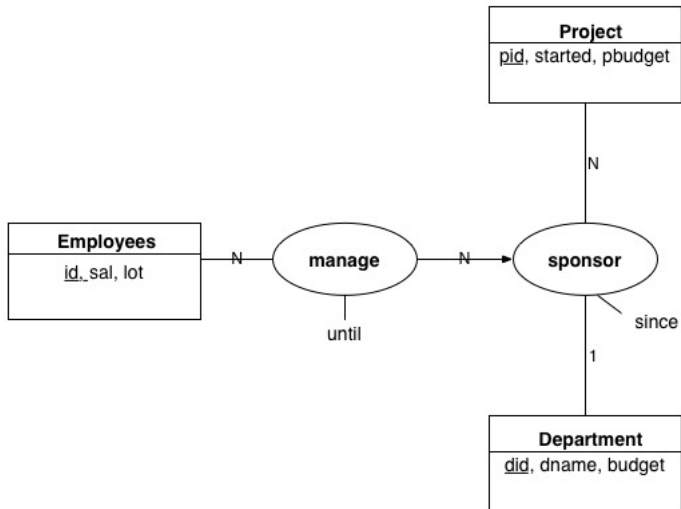 Project
pid, started, pbudget
N
Employees
id, sal, lot
N
manage
N
sponsor
until
since
1
Department
did, dname, budget